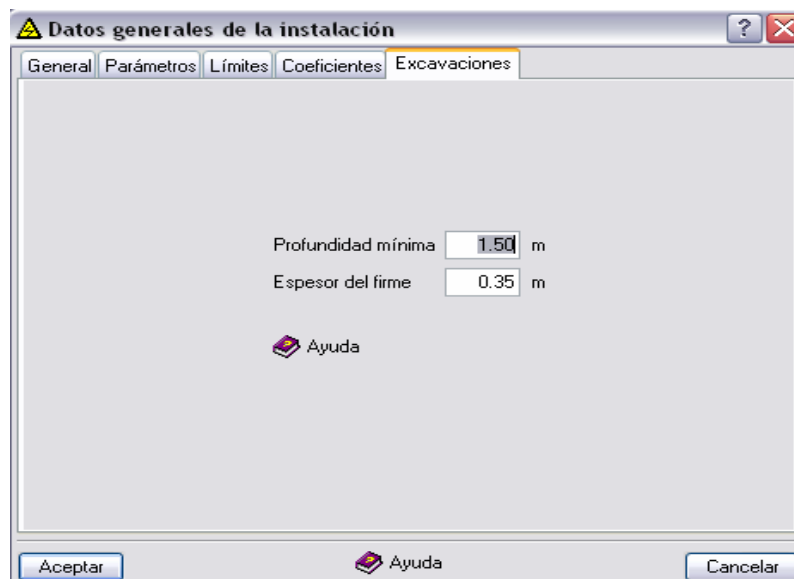 Datos generales de la instalación
General Parámetros Límites Coeficientes Excavaciones
Profundidad mínima 1.50 m
Espesor del firme 0.35 m
Ayuda
Aceptar Ayuda Cancelar